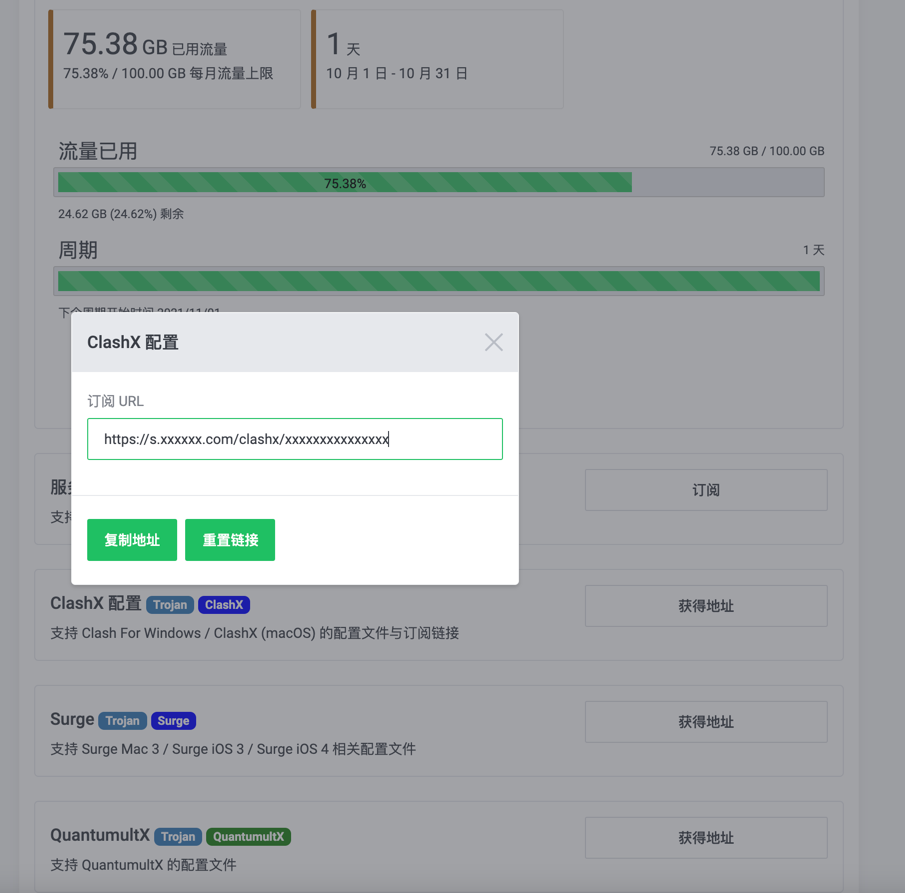 75.38 GB 已用流量
75.38% / 100.00 GB 每月流量上限
1 天
10 月 1 日 - 10 月 31 日
流量已用
75.38 GB / 100.00 GB
75.38%
24.62 GB (24.62%) 剩余
周期
1 天
下个周期开始时间 2021/11/01
ClashX 配置
订阅 URL
https://s.xxxxxx.com/clashx/xxxxxxxxxxxxxxx
复制地址
重置链接
服
支持
订阅
ClashX 配置 Trojan ClashX
支持 Clash For Windows / ClashX (macOS) 的配置文件与订阅链接
获得地址
Surge Trojan Surge
支持 Surge Mac 3 / Surge iOS 3 / Surge iOS 4 相关配置文件
获得地址
QuantumultX Trojan QuantumultX
支持 QuantumultX 的配置文件
获得地址